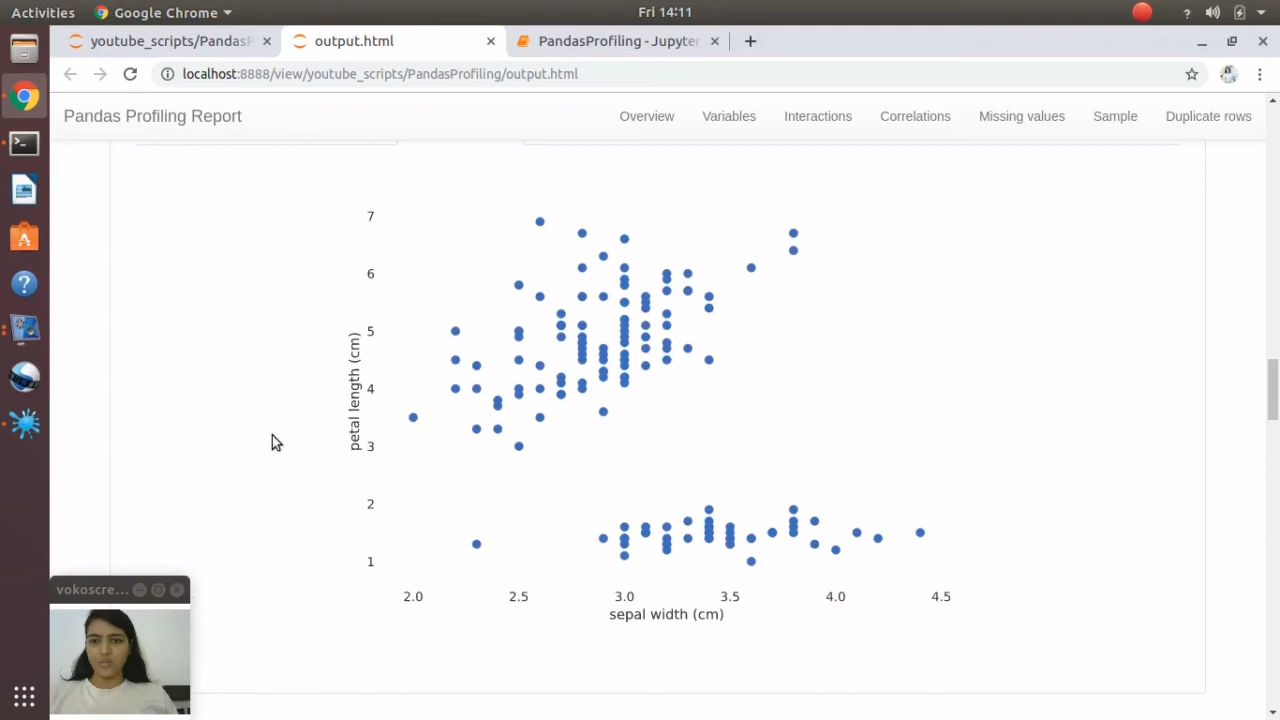 Activities Google Chrome Fri 14:11
youtube_scripts/PandasP output.html PandasProfiling - Jupyter
localhost:8888/view/youtube_scripts/PandasProfiling/output.html
Pandas Profiling Report Overview Variables Interactions Correlations Missing values Sample Duplicate rows
7
6
5
4
3
2
1
petal length (cm)
2.0 2.5 3.0 3.5 4.0 4.5
sepal width (cm)
vokoscre...